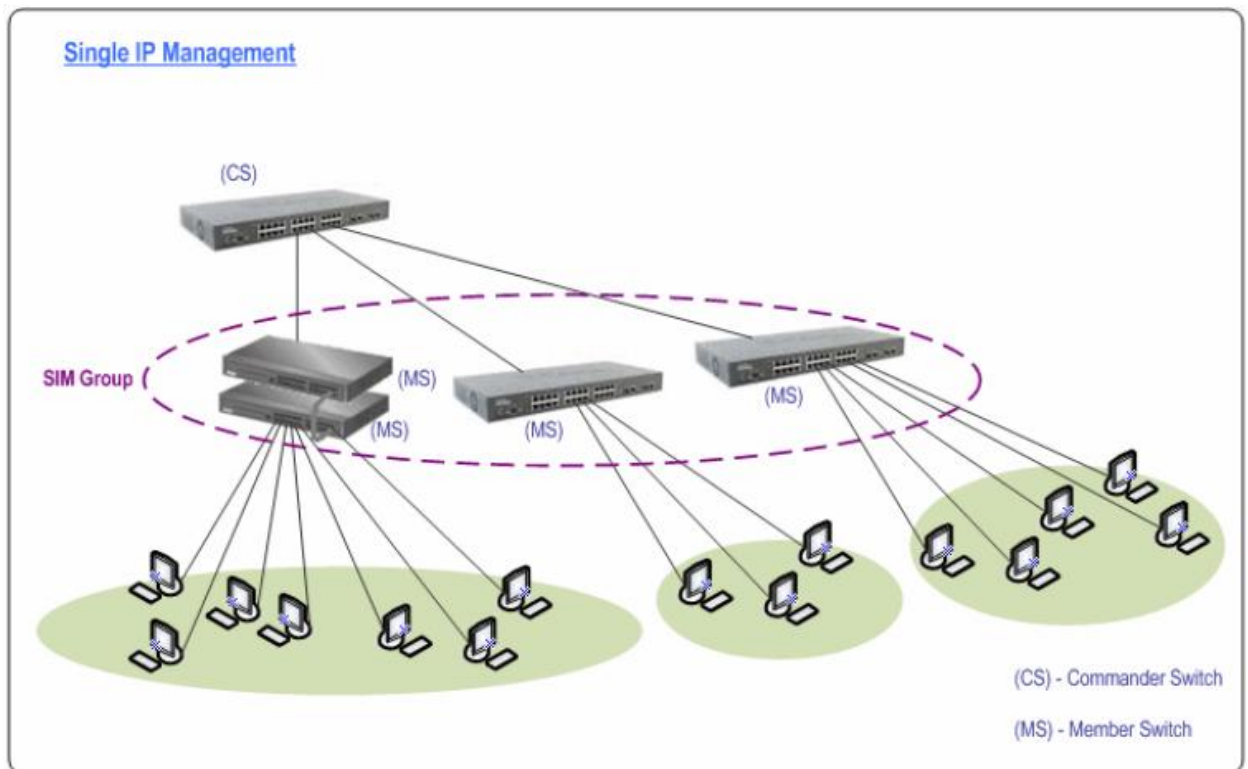 Single IP Management
(CS)
SIM Group
(MS)
(MS)
(MS)
(MS)
(CS) - Commander Switch
(MS) - Member Switch